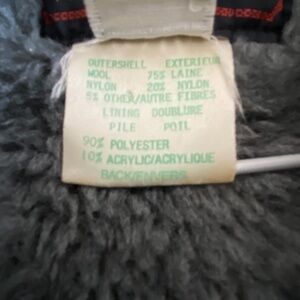 OUTERSHELL EXTERIEUR
WOOL 75% LAINE
NYLON 20% NYLON
5% OTHER/AUTRE FIBRES
LINING DOUBLURE
PILE POIL
90% POLYESTER
10% ACRYLIC/ACRYLIQUE
BACK/ENVERS